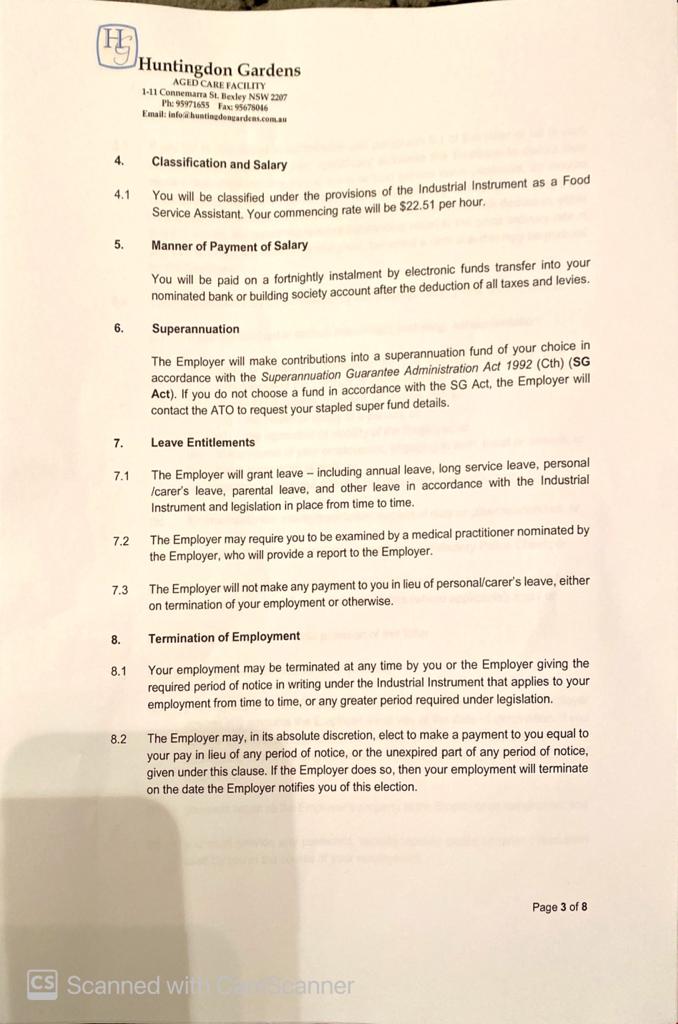 HG
Huntingdon Gardens
AGED CARE FACILITY
1-11 Connemarra St. Bexley NSW 2207
Ph: 95971655 Fax: 95678046
Email: info@huntingdongardens.com.au
4. Classification and Salary
4.1 You will be classified under the provisions of the Industrial Instrument as a Food
Service Assistant. Your commencing rate will be $22.51 per hour.
5. Manner of Payment of Salary
You will be paid on a fortnightly instalment by electronic funds transfer into your
nominated bank or building society account after the deduction of all taxes and levies.
6. Superannuation
The Employer will make contributions into a superannuation fund of your choice in
accordance with the Superannuation Guarantee Administration Act 1992 (Cth) (SG
Act). If you do not choose a fund in accordance with the SG Act, the Employer will
contact the ATO to request your stapled super fund details.
7. Leave Entitlements
7.1 The Employer will grant leave – including annual leave, long service leave, personal
/carer's leave, parental leave, and other leave in accordance with the Industrial
Instrument and legislation in place from time to time.
7.2 The Employer may require you to be examined by a medical practitioner nominated by
the Employer, who will provide a report to the Employer.
7.3 The Employer will not make any payment to you in lieu of personal/carer's leave, either
on termination of your employment or otherwise.
8. Termination of Employment
8.1 Your employment may be terminated at any time by you or the Employer giving the
required period of notice in writing under the Industrial Instrument that applies to your
employment from time to time, or any greater period required under legislation.
8.2 The Employer may, in its absolute discretion, elect to make a payment to you equal to
your pay in lieu of any period of notice, or the unexpired part of any period of notice,
given under this clause. If the Employer does so, then your employment will terminate
on the date the Employer notifies you of this election.
Page 3 of 8
CS Scanned with CamScanner